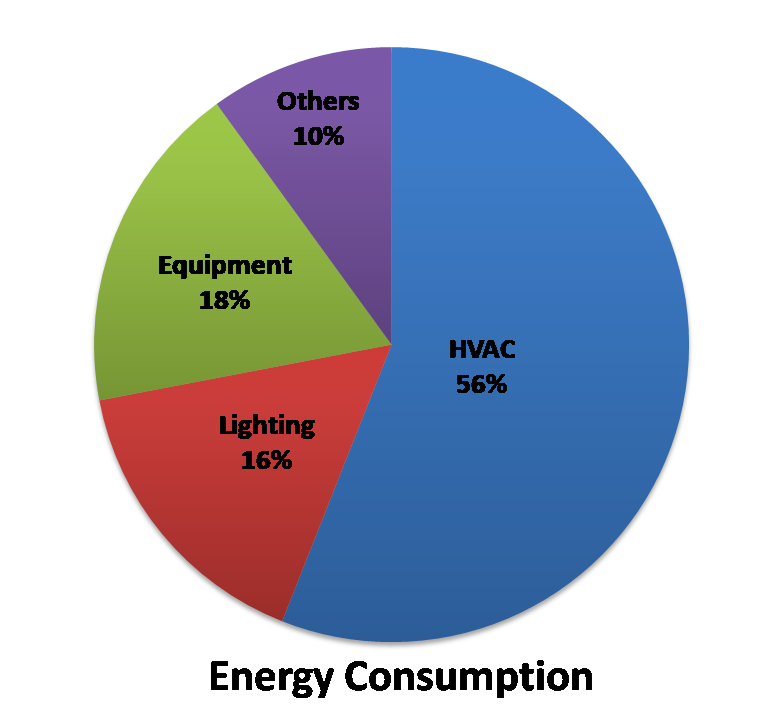 Others
10%
Equipment
18%
HVAC
56%
Lighting
16%
Energy Consumption